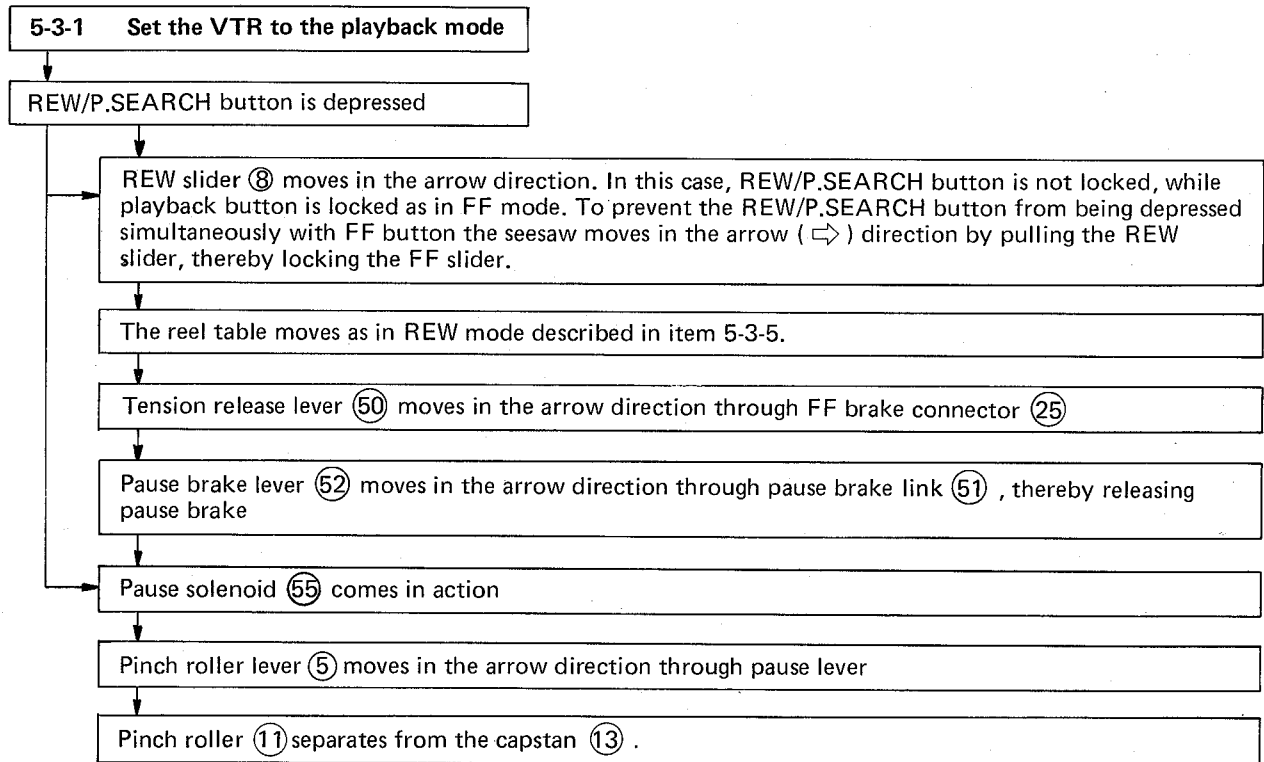 5-3-1 Set the VTR to the playback mode
REW/P.SEARCH button is depressed
REW slider ⑧ moves in the arrow direction. In this case, REW/P.SEARCH button is not locked, while
playback button is locked as in FF mode. To prevent the REW/P.SEARCH button from being depressed
simultaneously with FF button the seesaw moves in the arrow ( ⇨ ) direction by pulling the REW
slider, thereby locking the FF slider.
The reel table moves as in REW mode described in item 5-3-5.
Tension release lever ㊿ moves in the arrow direction through FF brake connector ㉕
Pause brake lever (52) moves in the arrow direction through pause brake link (51) , thereby releasing
pause brake
Pause solenoid (55) comes in action
Pinch roller lever ⑤ moves in the arrow direction through pause lever
Pinch roller ⑪ separates from the capstan ⑬ .